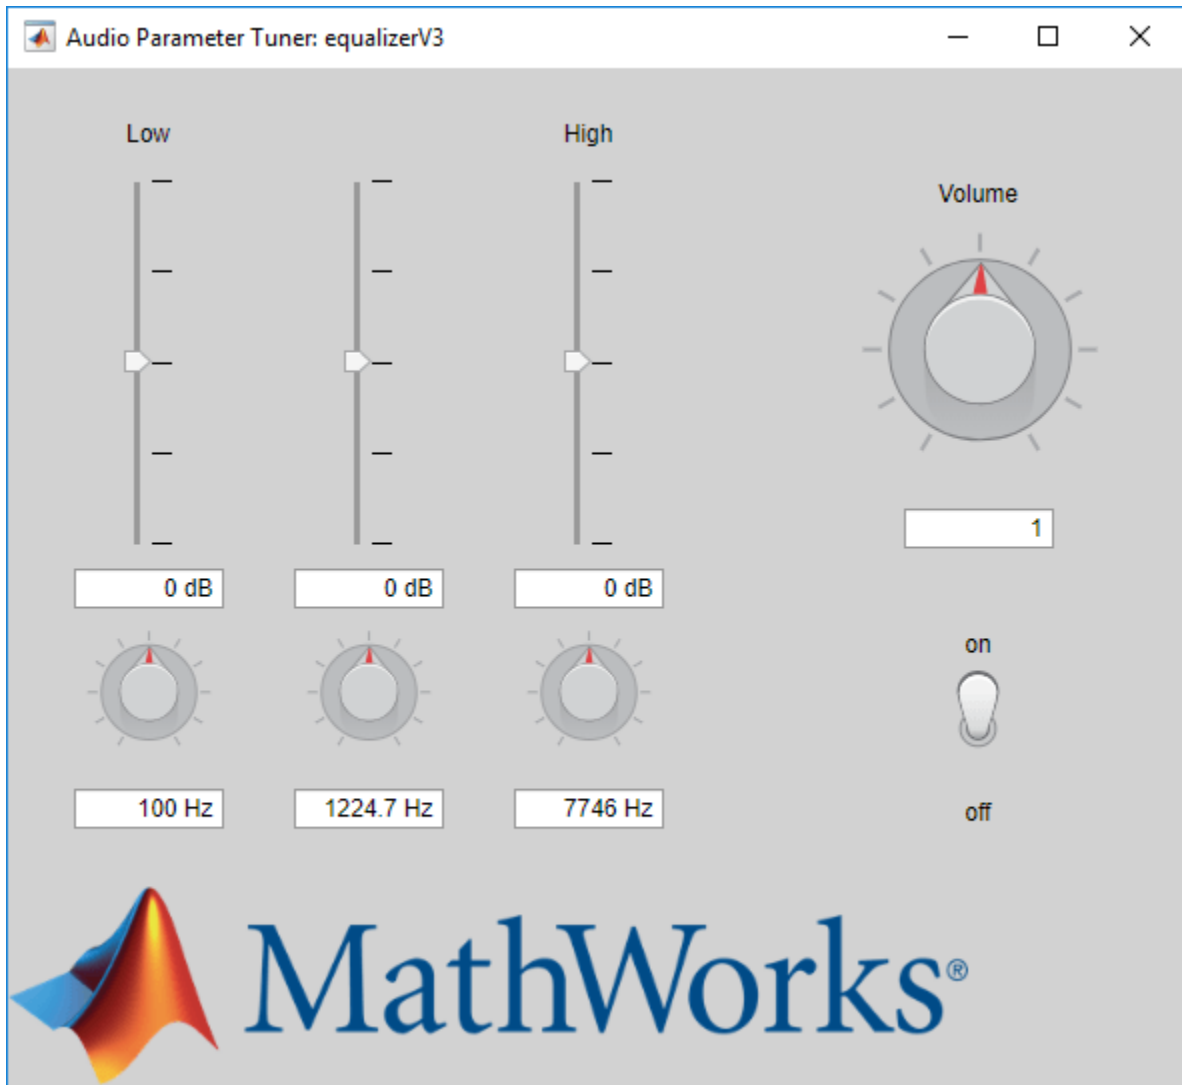 Audio Parameter Tuner: equalizerV3
Low
High
Volume
1
0 dB
0 dB
0 dB
on
100 Hz
1224.7 Hz
7746 Hz
off
MathWorks®